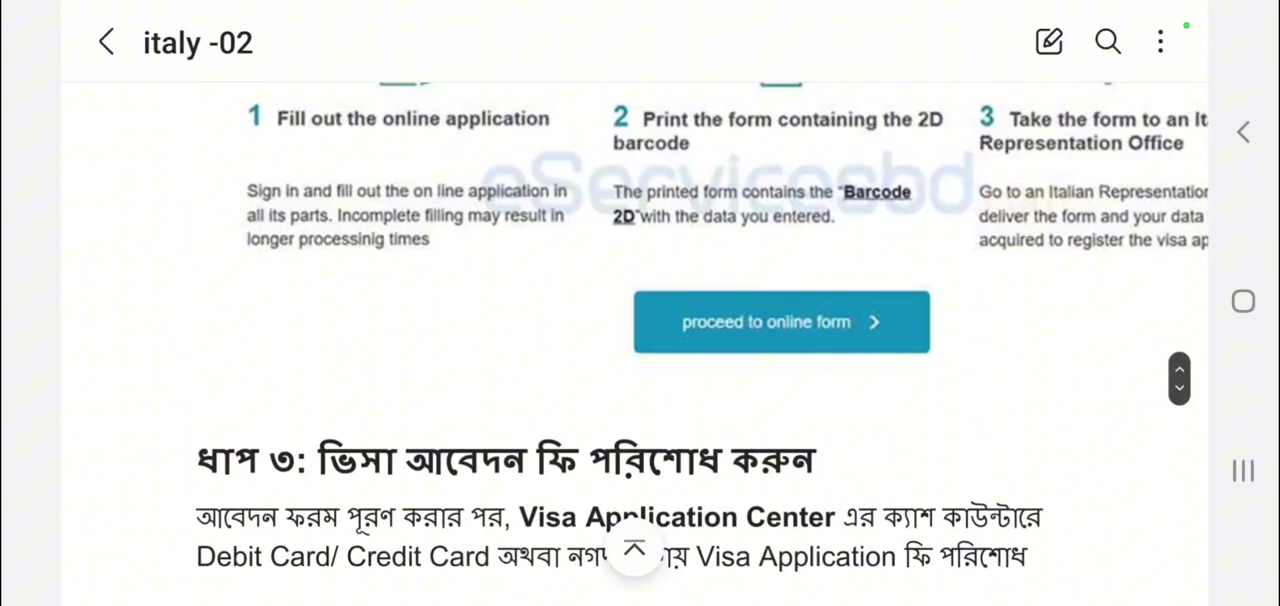 italy -02
1 Fill out the online application
2 Print the form containing the 2D
barcode
3 Take the form to an It
Representation Office
eServicesbd
Sign in and fill out the on line application in
all its parts. Incomplete filling may result in
longer processinig times
The printed form contains the "Barcode
2D"with the data you entered.
Go to an Italian Representation
deliver the form and your data
acquired to register the visa ap
proceed to online form
ধাপ ৩: ভিসা আবেদন ফি পরিশোধ করুন
আবেদন ফরম পূরণ করার পর, Visa Application Center এর ক্যাশ কাউন্টারে
Debit Card/ Credit Card অথবা Visa Application ফি পরিশোধ